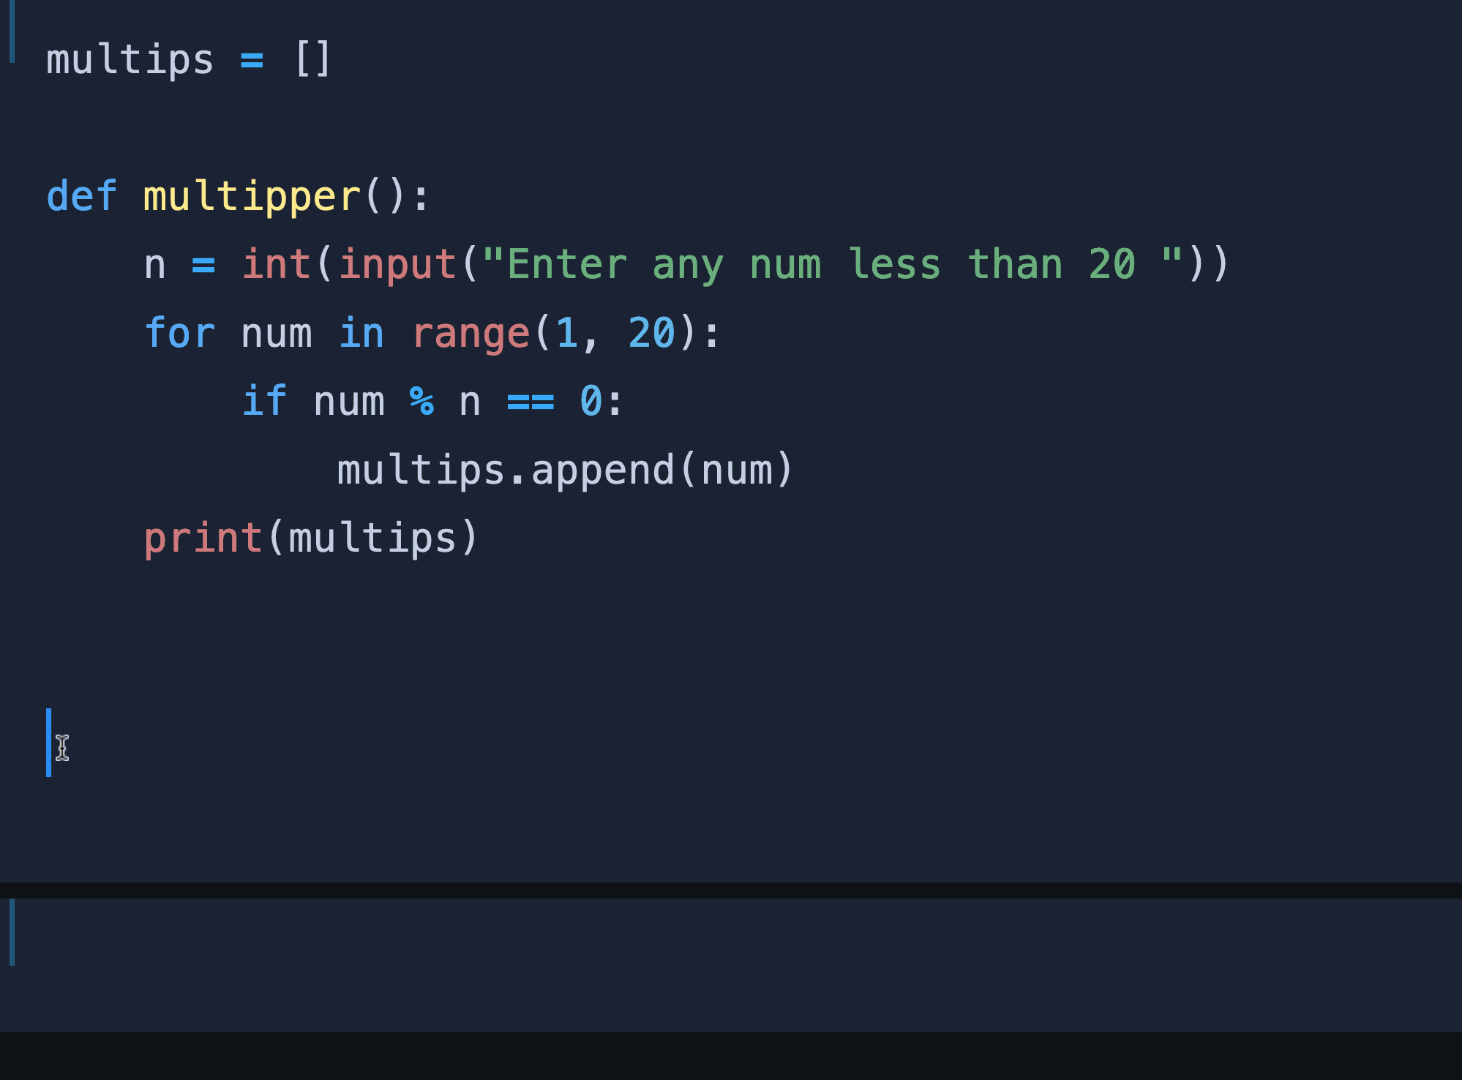 multips = []
def multipper():
    n = int(input("Enter any num less than 20 "))
    for num in range(1, 20):
        if num % n == 0:
            multips.append(num)
    print(multips)